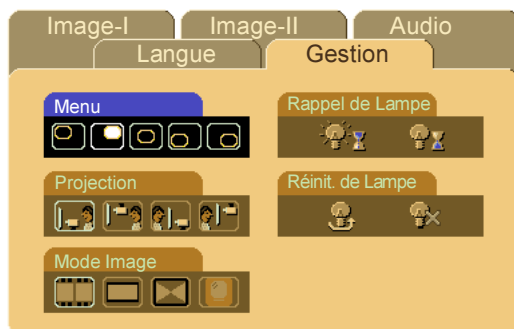 Image-I Image-II Audio
Langue Gestion
Menu Rappel de Lampe
Projection Réinit. de Lampe
Mode Image